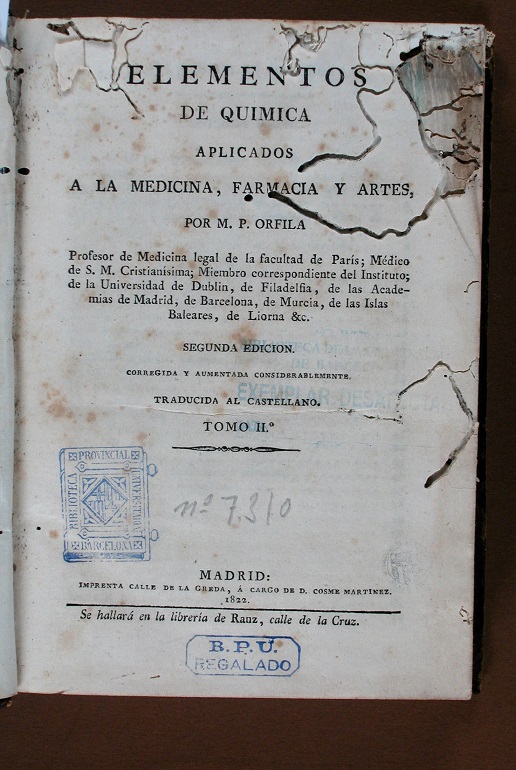 ELEMENTOS
DE QUIMICA
APLICADOS
A LA MEDICINA, FARMACIA Y ARTES,
POR M. P. ORFILA
Profesor de Medicina legal de la facultad de París; Médico
de S. M. Cristianísima; Miembro correspondiente del Instituto;
de la Universidad de Dublin, de Filadelfia, de las Acade-
mias de Madrid, de Barcelona, de Murcia, de las Islas
Baleares, de Liorna &c.
SEGUNDA EDICION.
CORREGIDA Y AUMENTADA CONSIDERABLEMENTE.
EXEMPLAR
TRADUCIDA AL CASTELLANO.
TOMO II.º
BIBLIOTECA
PROVINCIAL
BARCELONA
nº 7310
MADRID:
IMPRENTA CALLE DE LA GREDA, Á CARGO DE D. COSME MARTINEZ.
1822.
Se hallará en la librería de Ranz, calle de la Cruz.
B.P.U.
REGALADO